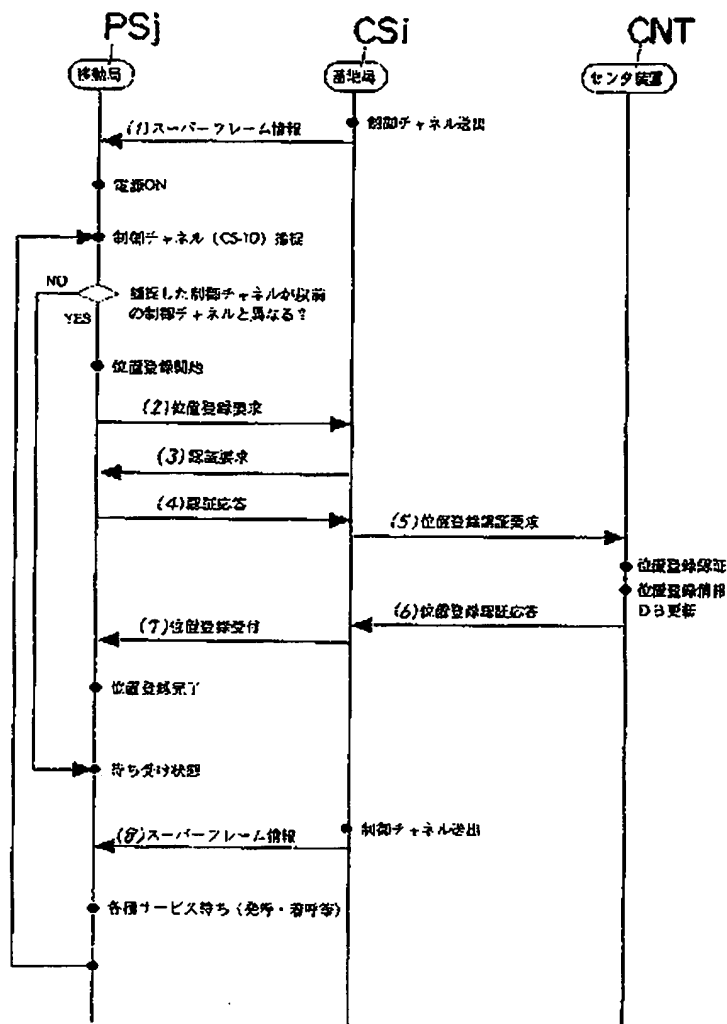 PSj
CSi
CNT
移動局
基地局
センタ装置
制御チャネル送出
(1)スーパーフレーム情報
電源ON
制御チャネル (CS-ID) 捕捉
NO
捕捉した制御チャネルが以前
の制御チャネルと異なる?
YES
位置登録開始
(2)位置登録要求
(3)認証要求
(4)認証応答
(5)位置登録認証要求
位置登録認証
位置登録情報
DB更新
(6)位置登録認証応答
(7)位置登録受付
位置登録完了
待ち受け状態
制御チャネル送出
(8)スーパーフレーム情報
各種サービス待ち (発呼・着呼等)